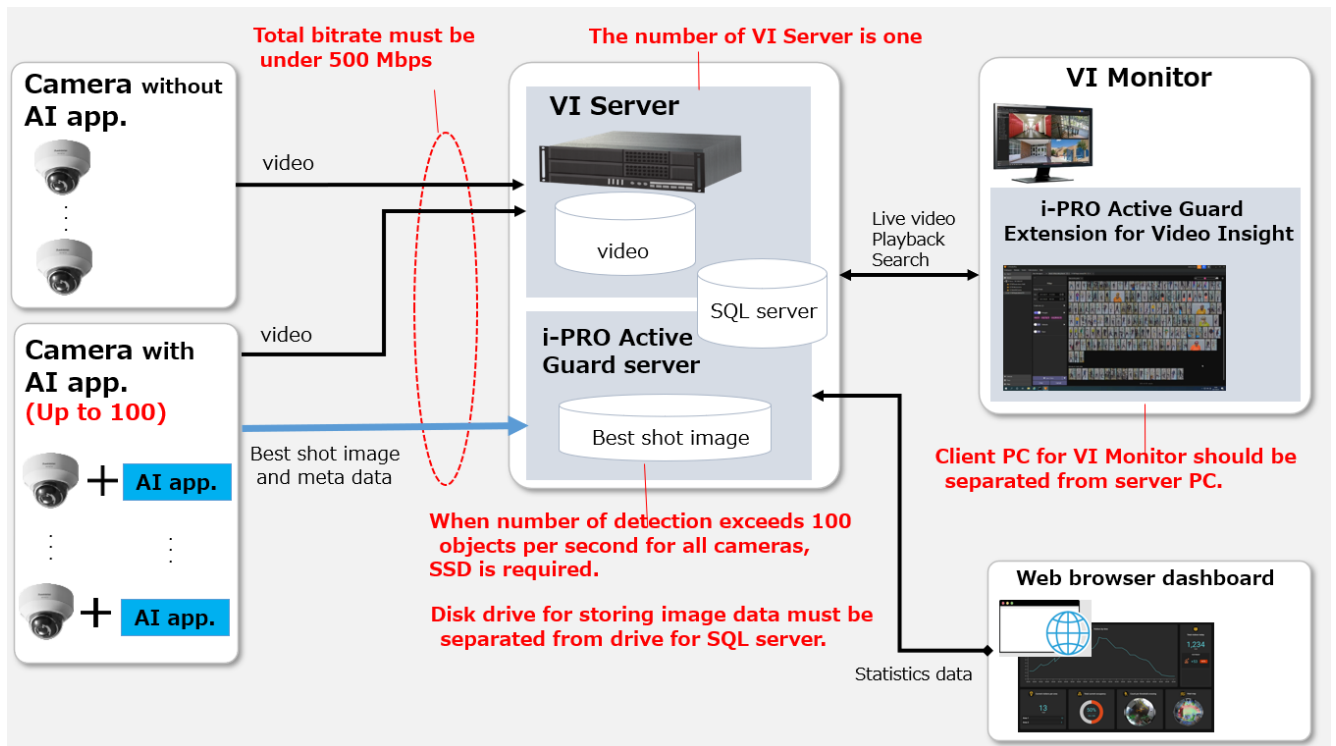 Total bitrate must be
under 500 Mbps
The number of VI Server is one
Camera without
AI app.
video
VI Server
video
SQL server
VI Monitor
i-PRO Active Guard
Extension for Video Insight
Live video
Playback
Search
Camera with
AI app.
(Up to 100)
video
Best shot image
and meta data
AI app.
AI app.
i-PRO Active
Guard server
Best shot image
When number of detection exceeds 100
objects per second for all cameras,
SSD is required.
Disk drive for storing image data must be
separated from drive for SQL server.
Client PC for VI Monitor should be
separated from server PC.
Web browser dashboard
1,234
13
Statistics data